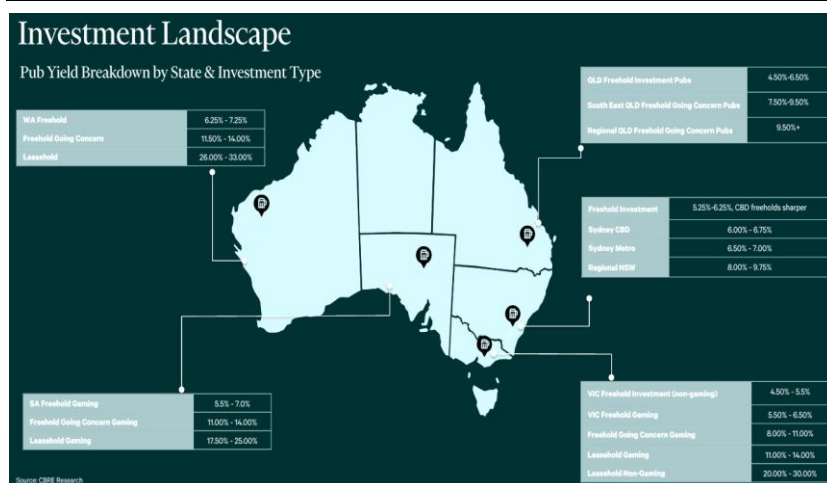 Investment Landscape
Pub Yield Breakdown by State & Investment Type
WA Freehold 6.25% - 7.25%
Freehold Going Concern 11.50% - 14.00%
Leasehold 26.00% - 33.00%
QLD Freehold Investment Pubs 4.50%-6.50%
South East QLD Freehold Going Concern Pubs 7.50%-9.50%
Regional QLD Freehold Going Concern Pubs 9.50%+
Freehold Investment 5.25%-6.25%, CBD freeholds sharper
Sydney CBD 6.00% - 6.75%
Sydney Metro 6.50% - 7.00%
Regional NSW 8.00% - 9.75%
SA Freehold Gaming 5.5% - 7.0%
Freehold Going Concern Gaming 11.00% - 14.00%
Leasehold Gaming 17.50% - 25.00%
VIC Freehold Investment (non-gaming) 4.50% - 5.5%
VIC Freehold Gaming 5.50% - 6.50%
Freehold Going Concern Gaming 8.00% - 11.00%
Leasehold Gaming 11.00% - 14.00%
Leasehold Non-Gaming 20.00% - 30.00%
Source: CBRE Research